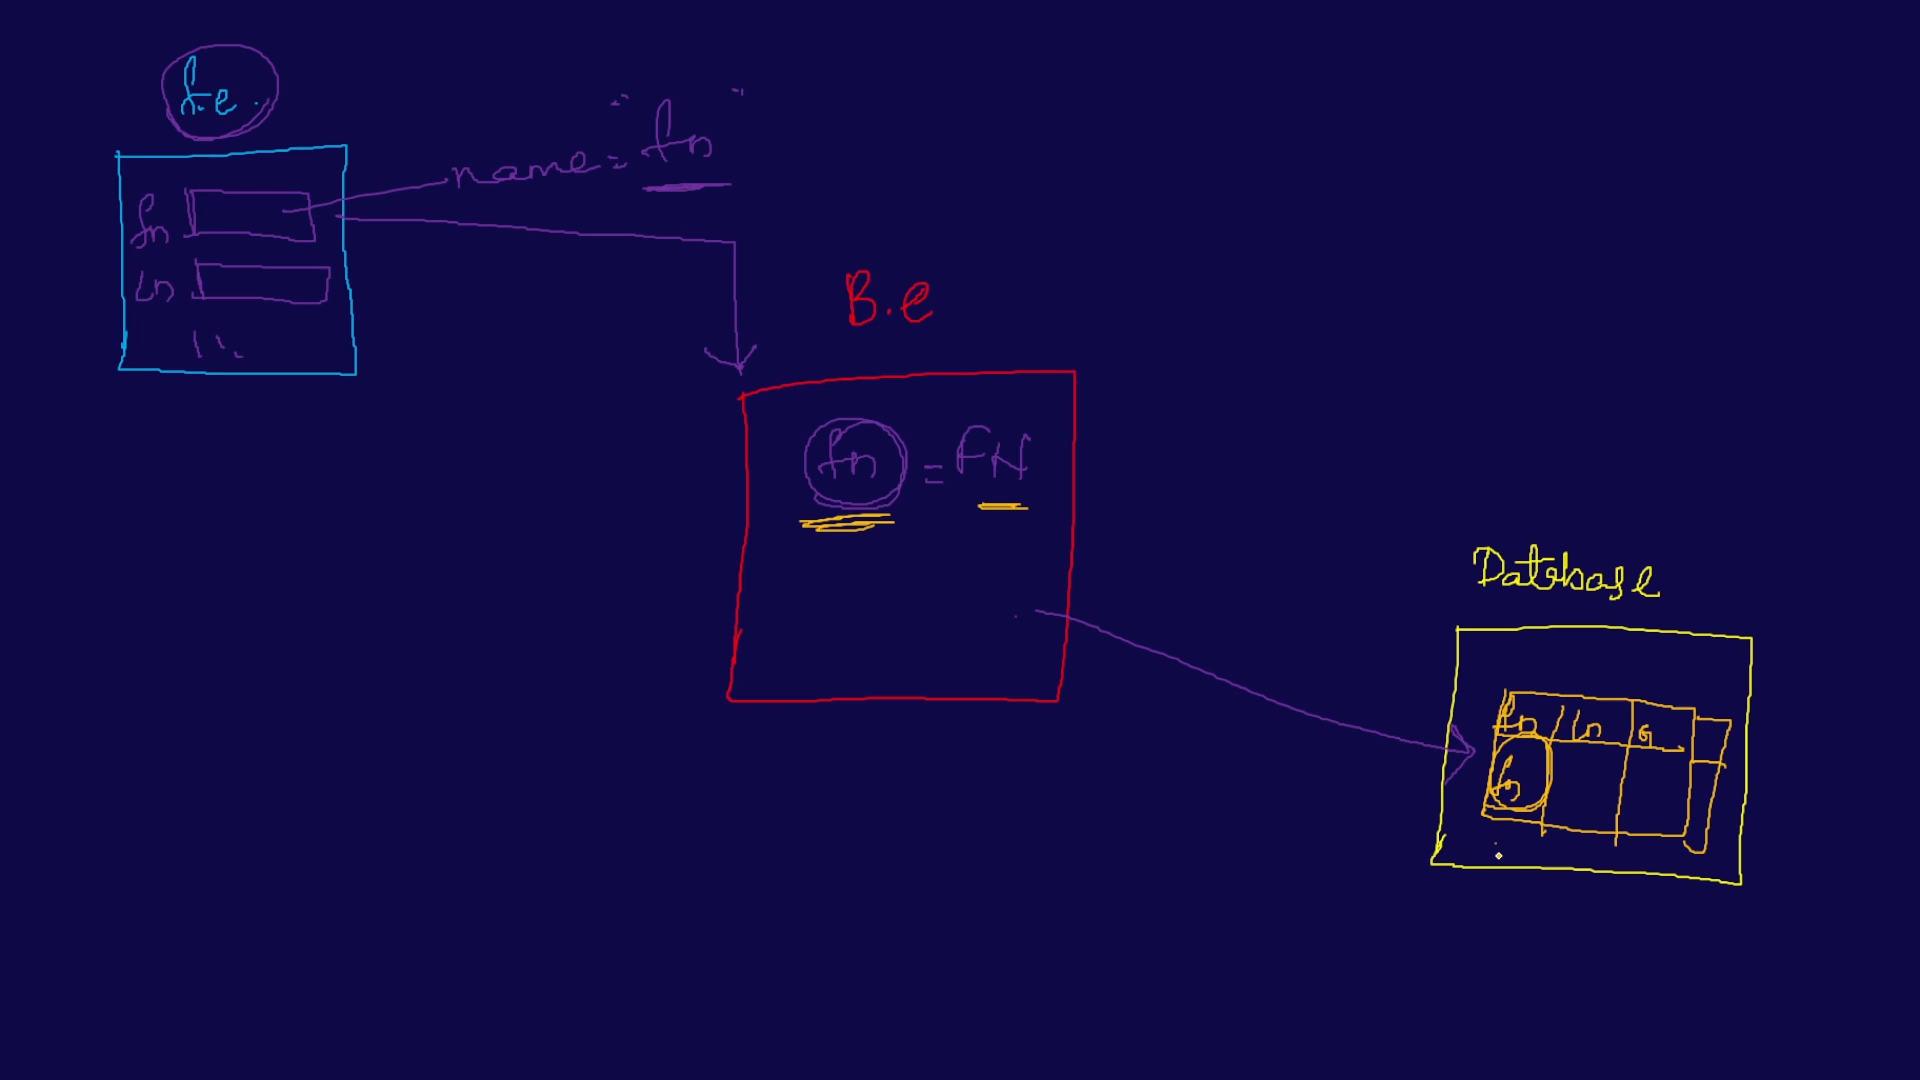 f.e.
name="fn"
fn
Ln
B.e
fn = FN
Database
fn ln G
fn